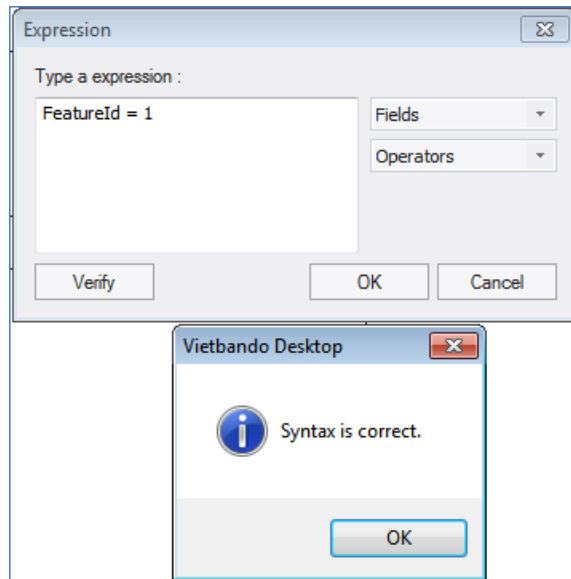 Expression
Type a expression :
FeatureId = 1
Fields
Operators
Verify
OK
Cancel
Vietbando Desktop
Syntax is correct.
OK